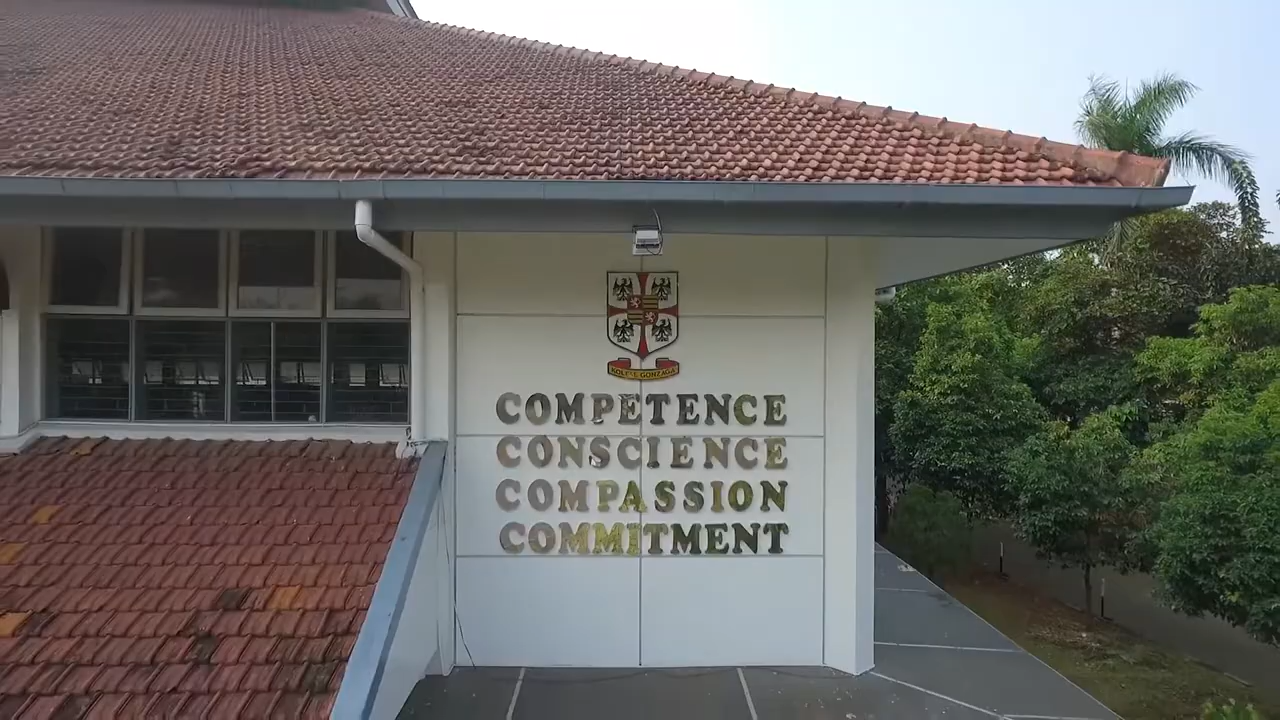 KOLESE GONZAGA
COMPETENCE
CONSCIENCE
COMPASSION
COMMITMENT